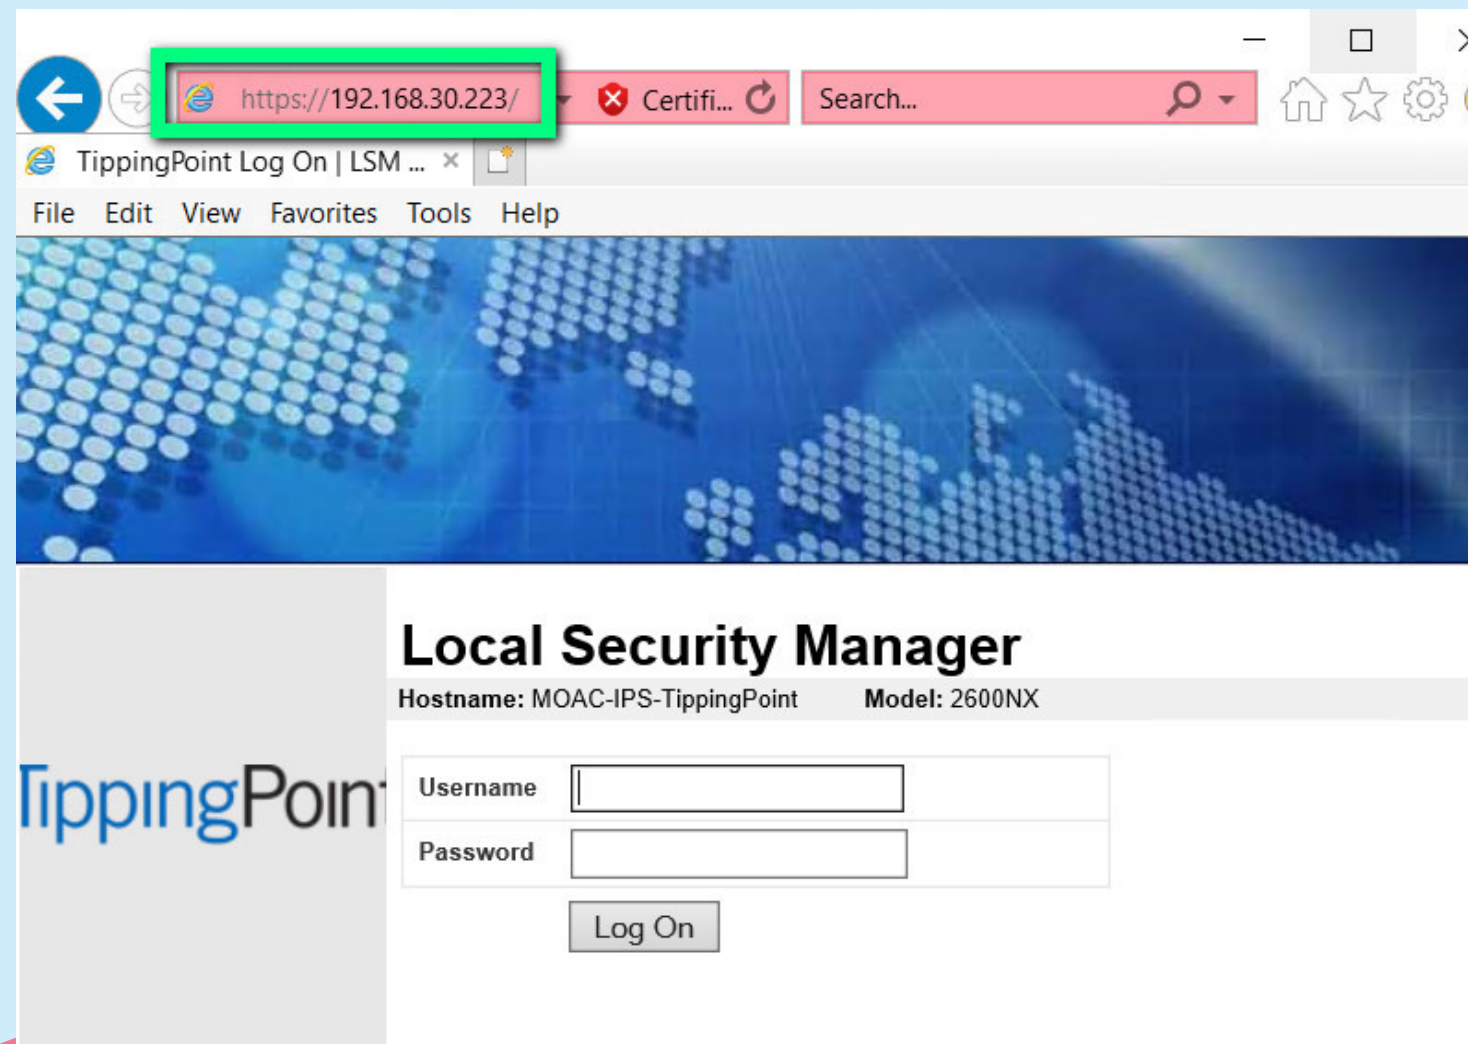 https://192.168.30.223/ Certifi... Search...
TippingPoint Log On | LSM ...
File Edit View Favorites Tools Help
Local Security Manager
Hostname: MOAC-IPS-TippingPoint Model: 2600NX
TippingPoint
Username
Password
Log On